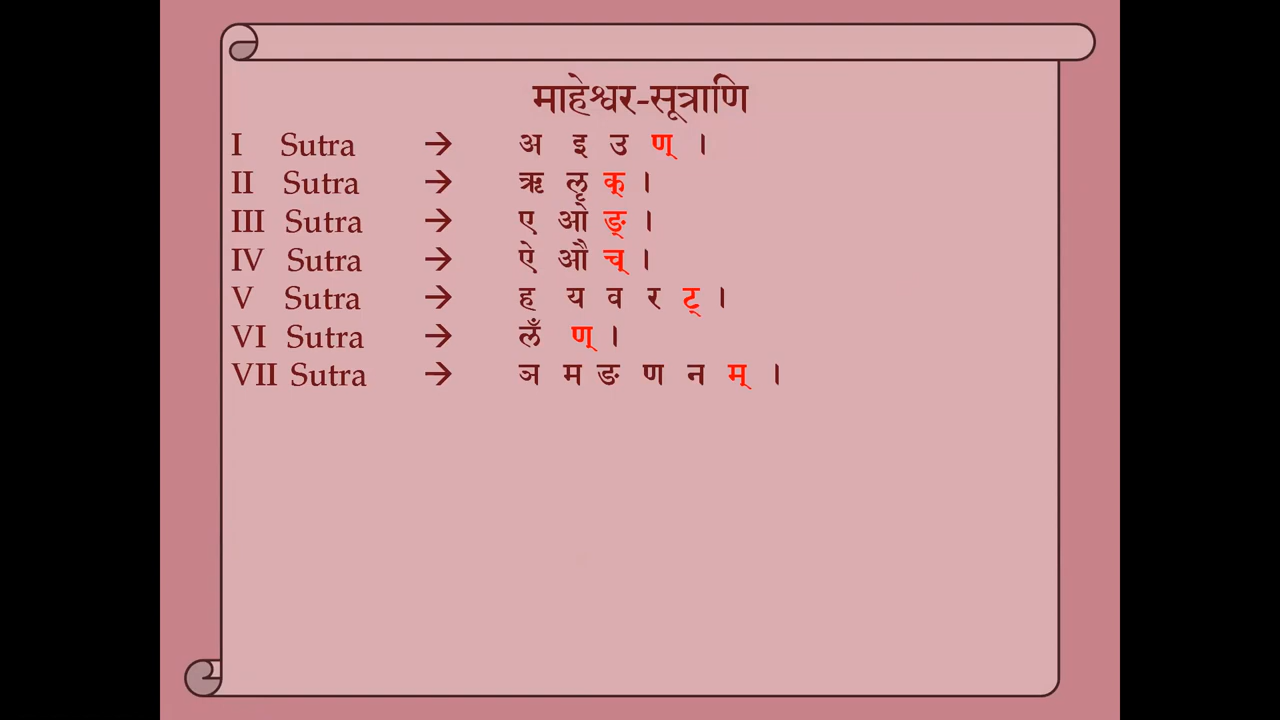 माहेश्वर-सूत्राणि
I Sutra → अ इ उ ण् ।
II Sutra → ऋ ऌ क् ।
III Sutra → ए ओ ङ् ।
IV Sutra → ऐ औ च् ।
V Sutra → ह य व र ट् ।
VI Sutra → लँ ण् ।
VII Sutra → ञ म ङ ण न म् ।